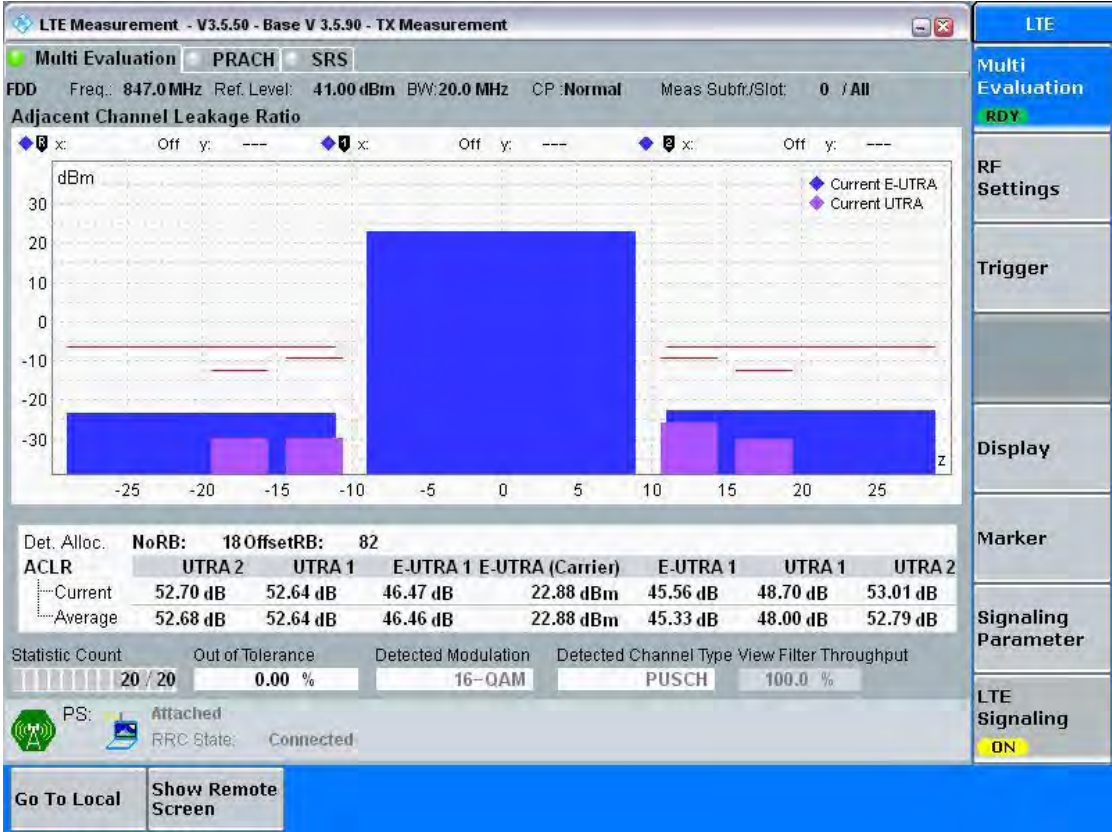 LTE Measurement - V3.5.50 - Base V 3.5.90 - TX Measurement
LTE
Multi Evaluation PRACH SRS
FDD Freq.: 847.0 MHz Ref. Level: 41.00 dBm BW: 20.0 MHz CP : Normal Meas Subfr./Slot: 0 / All
Adjacent Channel Leakage Ratio
R x: Off y: --- 1 x: Off y: --- 2 x: Off y: ---
dBm
Current E-UTRA
Current UTRA
30
20
10
0
-10
-20
-30
z
-25 -20 -15 -10 -5 0 5 10 15 20 25
Det. Alloc. NoRB: 18 OffsetRB: 82
ACLR UTRA 2 UTRA 1 E-UTRA 1 E-UTRA (Carrier) E-UTRA 1 UTRA 1 UTRA 2
Current 52.70 dB 52.64 dB 46.47 dB 22.88 dBm 45.56 dB 48.70 dB 53.01 dB
Average 52.68 dB 52.64 dB 46.46 dB 22.88 dBm 45.33 dB 48.00 dB 52.79 dB
Statistic Count Out of Tolerance Detected Modulation Detected Channel Type View Filter Throughput
20 / 20 0.00 % 16-QAM PUSCH 100.0 %
PS: Attached
RRC State: Connected
Multi
Evaluation
RDY
RF
Settings
Trigger
Display
Marker
Signaling
Parameter
LTE
Signaling
ON
Go To Local
Show Remote
Screen